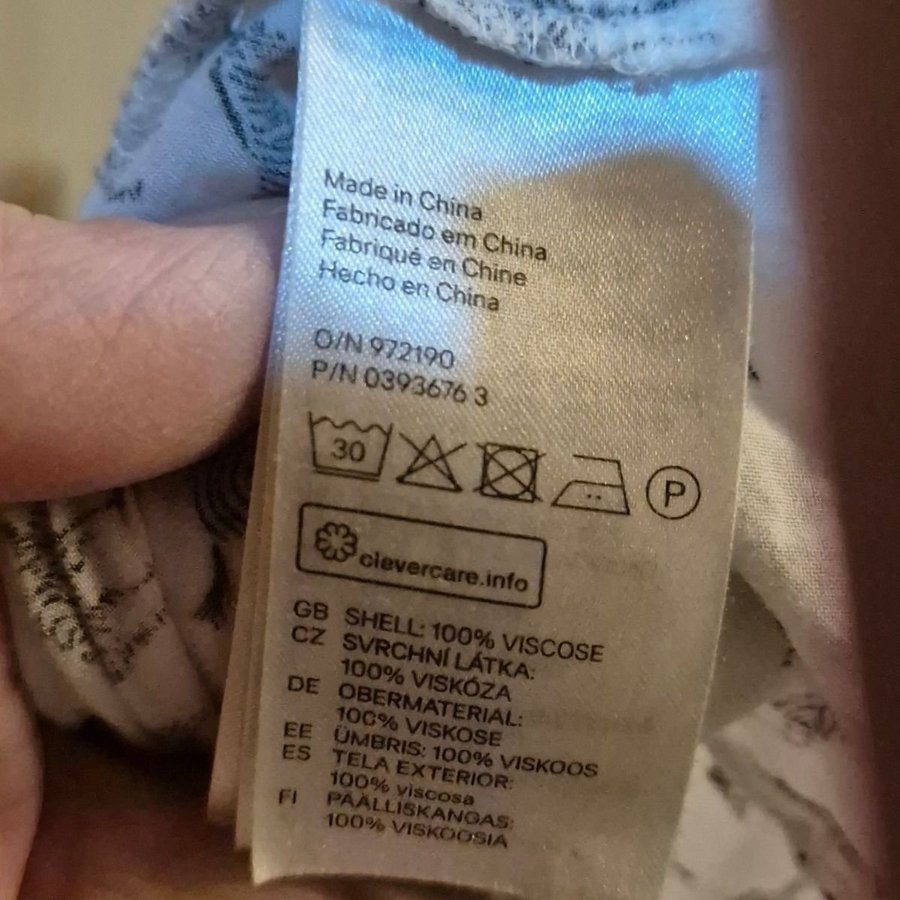 Made in China
Fabricado em China
Fabriqué en Chine
Hecho en China
O/N 972190
P/N 0393676 3
30 P
clevercare.info
GB SHELL: 100% VISCOSE
CZ SVRCHNÍ LÁTKA:
100% VISKÓZA
DE OBERMATERIAL:
100% VISKOSE
EE ÜMBRIS: 100% VISKOOS
ES TELA EXTERIOR:
100% viscosa
FI PÄÄLLISKANGAS:
100% VISKOOSIA